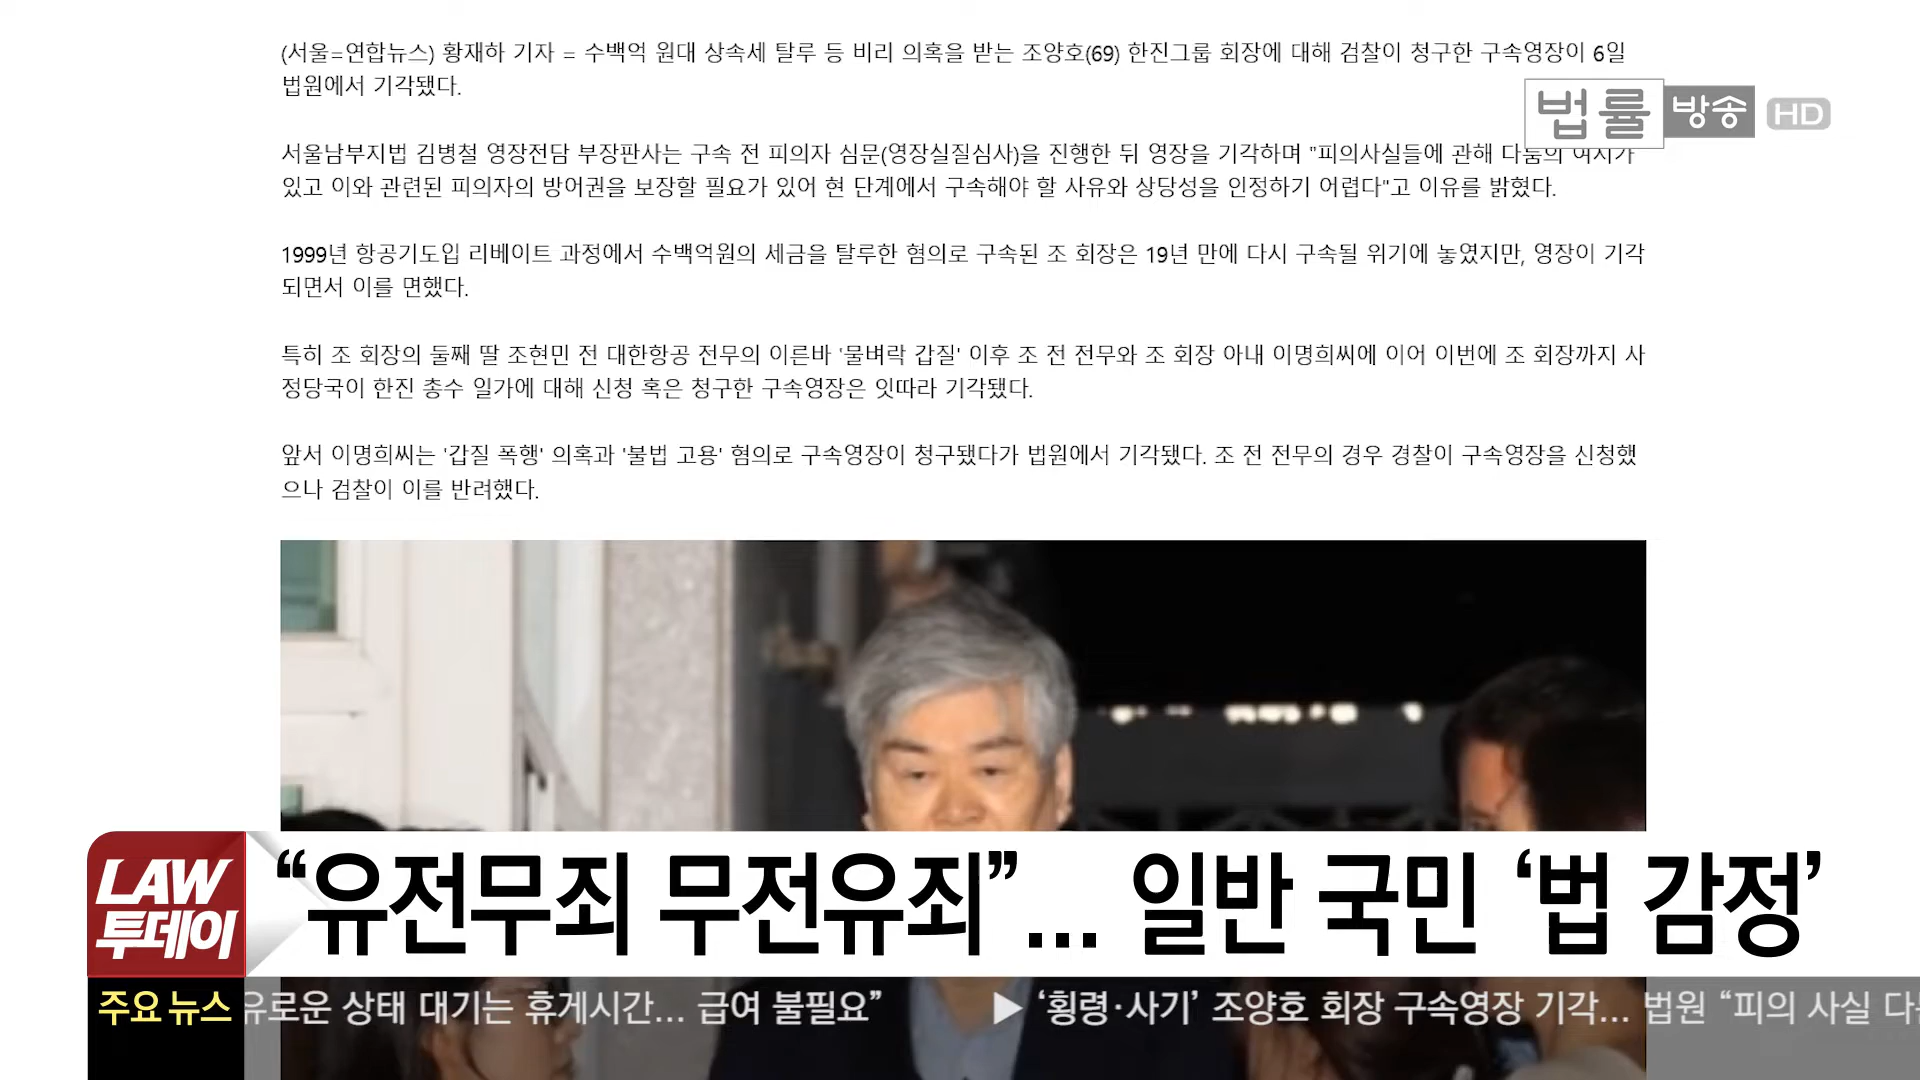 (서울=연합뉴스) 황재하 기자 = 수백억 원대 상속세 탈루 등 비리 의혹을 받는 조양호(69) 한진그룹 회장에 대해 검찰이 청구한 구속영장이 6일
법원에서 기각됐다.
법률방송 HD
서울남부지법 김병철 영장전담 부장판사는 구속 전 피의자 심문(영장실질심사)을 진행한 뒤 영장을 기각하며 "피의사실들에 관해 다툼의 여지가
있고 이와 관련된 피의자의 방어권을 보장할 필요가 있어 현 단계에서 구속해야 할 사유와 상당성을 인정하기 어렵다"고 이유를 밝혔다.
1999년 항공기도입 리베이트 과정에서 수백억원의 세금을 탈루한 혐의로 구속된 조 회장은 19년 만에 다시 구속될 위기에 놓였지만, 영장이 기각
되면서 이를 면했다.
특히 조 회장의 둘째 딸 조현민 전 대한항공 전무의 이른바 '물벼락 갑질' 이후 조 전 전무와 조 회장 아내 이명희씨에 이어 이번에 조 회장까지 사
정당국이 한진 총수 일가에 대해 신청 혹은 청구한 구속영장은 잇따라 기각됐다.
앞서 이명희씨는 '갑질 폭행' 의혹과 '불법 고용' 혐의로 구속영장이 청구됐다가 법원에서 기각됐다. 조 전 전무의 경우 경찰이 구속영장을 신청했
으나 검찰이 이를 반려했다.
LAW
투데이
“유전무죄 무전유죄”... 일반 국민 ‘법 감정’
주요뉴스
유로운 상태 대기는 휴게시간... 급여 불필요” ▶ ‘횡령·사기’ 조양호 회장 구속영장 기각... 법원 “피의 사실 다